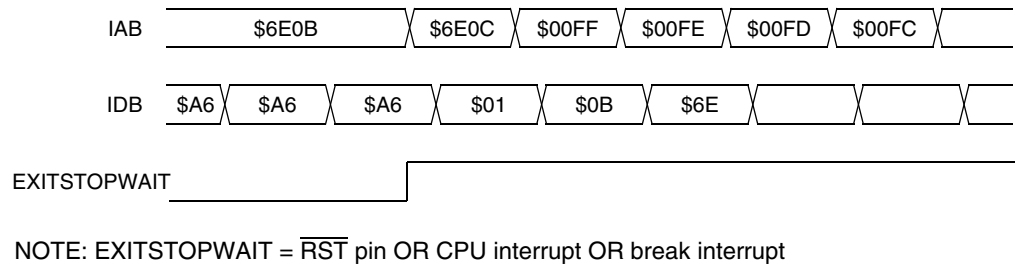 IAB $6E0B $6E0C $00FF $00FE $00FD $00FC
IDB $A6 $A6 $A6 $01 $0B $6E
EXITSTOPWAIT
NOTE: EXITSTOPWAIT = RST pin OR CPU interrupt OR break interrupt